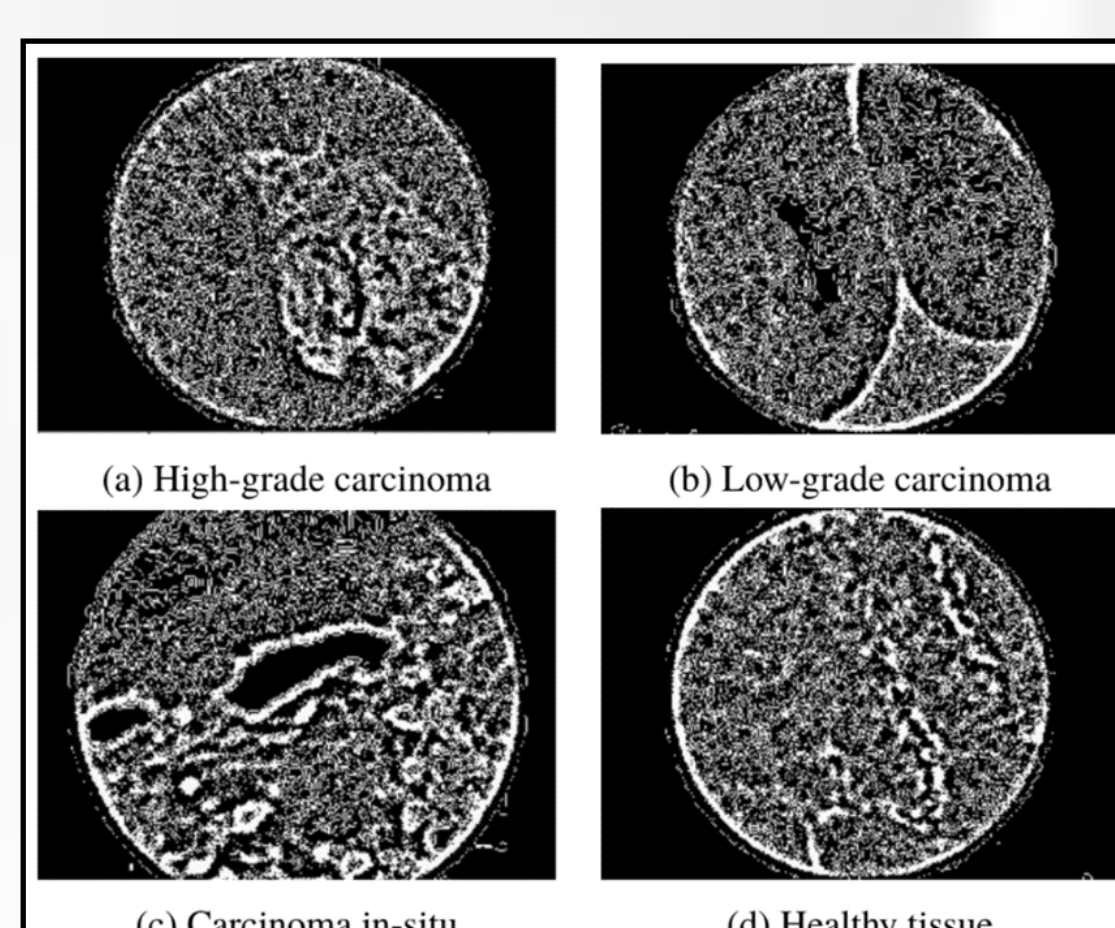 (a) High-grade carcinoma
(b) Low-grade carcinoma
(c) Carcinoma in-situ
(d) Healthy tissue